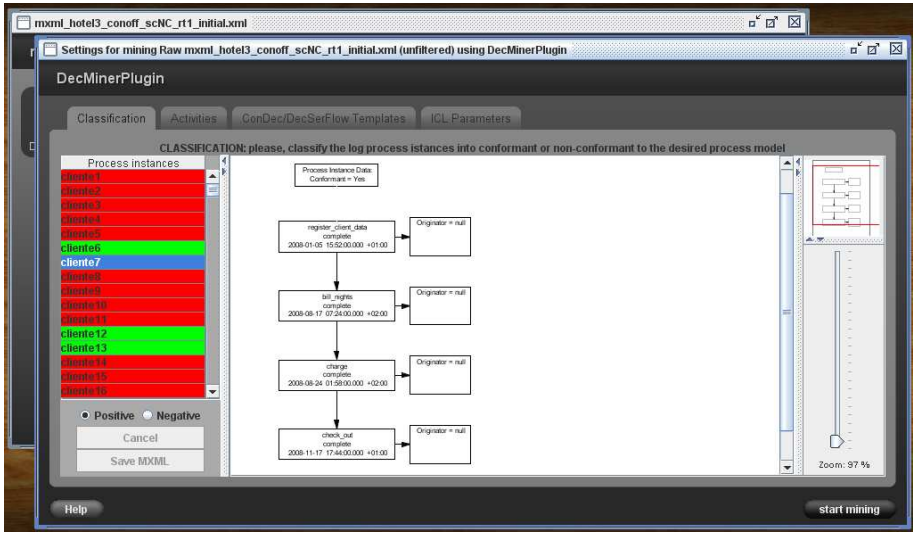 mxml_hotel3_conoff_scNC_rt1_initial.xml
Settings for mining Raw mxml_hotel3_conoff_scNC_rt1_initial.xml (unfiltered) using DecMinerPlugin
DecMinerPlugin
Classification
Activities
ConDec/DecSerFlow Templates
ICL Parameters
CLASSIFICATION: please, classify the log process istances into conformant or non-conformant to the desired process model
Process instances
cliente1
cliente2
cliente3
cliente4
cliente5
cliente6
cliente7
cliente8
cliente9
cliente10
cliente11
cliente12
cliente13
cliente14
cliente15
cliente16
Positive Negative
Cancel
Save MXML
Process Instance Data:
Conformant = Yes
register_client_data
complete
2008-01-05 15:52:00.000 +01:00
Originator = null
bill_nights
complete
2008-08-17 07:24:00.000 +02:00
Originator = null
charge
complete
2008-08-24 01:58:00.000 +02:00
Originator = null
check_out
complete
2008-11-17 17:44:00.000 +01:00
Originator = null
Zoom: 97 %
Help
start mining